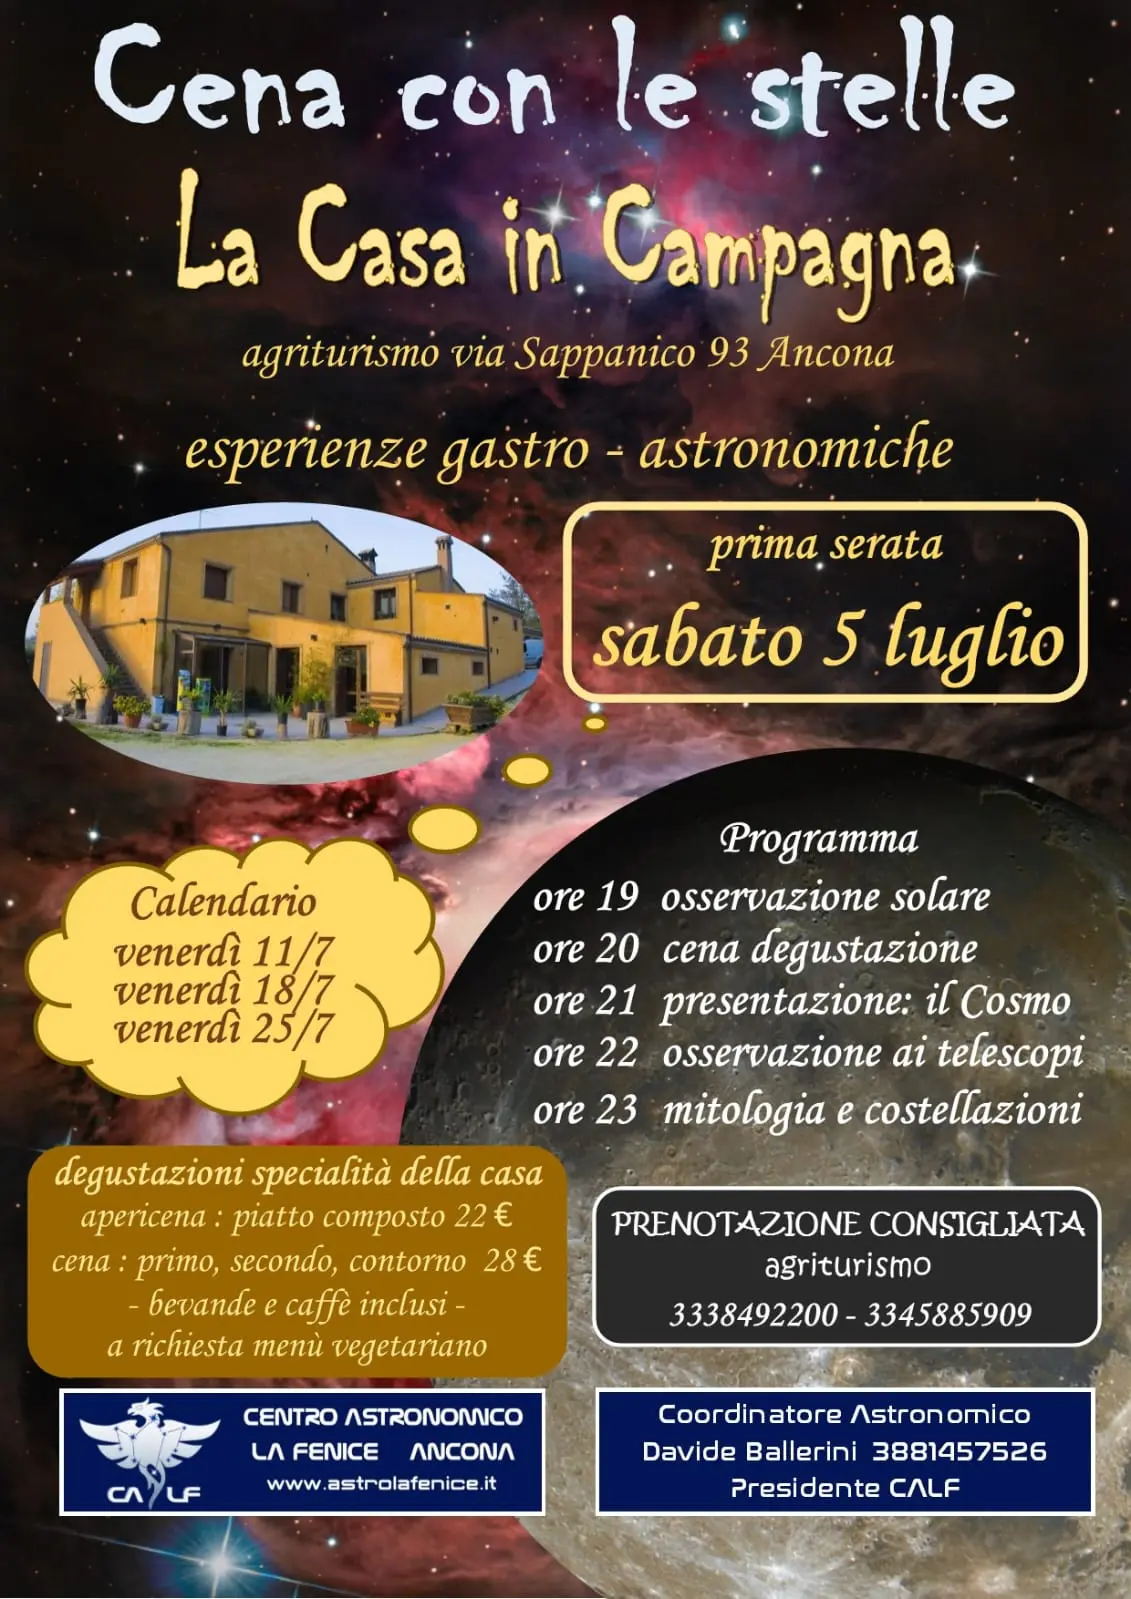 Cena con le stelle
La Casa in Campagna
agriturismo via Sappanico 93 Ancona
esperienze gastro - astronomiche
prima serata
sabato 5 luglio
Calendario
venerdì 11/7
venerdì 18/7
venerdì 25/7
Programma
ore 19 osservazione solare
ore 20 cena degustazione
ore 21 presentazione: il Cosmo
ore 22 osservazione ai telescopi
ore 23 mitologia e costellazioni
degustazioni specialità della casa
apericena : piatto composto 22 €
cena : primo, secondo, contorno 28 €
- bevande e caffè inclusi -
a richiesta menù vegetariano
PRENOTAZIONE CONSIGLIATA
agriturismo
3338492200 - 3345885909
CENTRO ASTRONOMICO
LA FENICE ANCONA
www.astrolafenice.it
CA LF
Coordinatore Astronomico
Davide Ballerini 3881457526
Presidente CALF